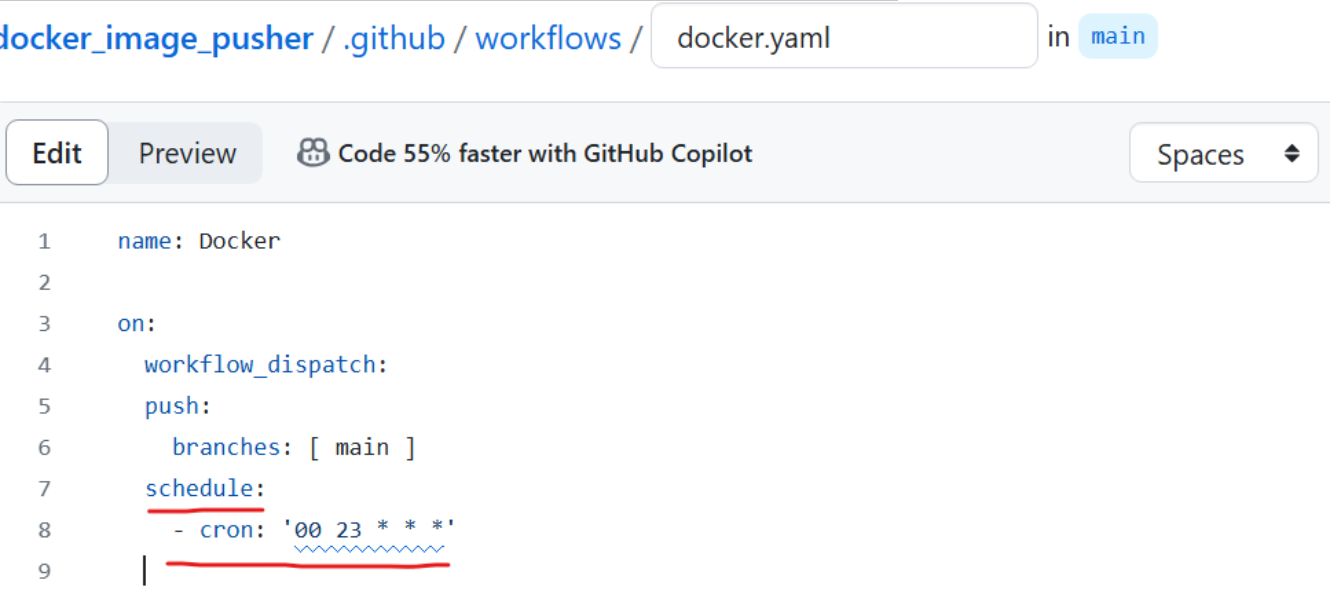 docker_image_pusher / .github / workflows / docker.yaml in main
Edit Preview Code 55% faster with GitHub Copilot Spaces
1 name: Docker
2
3 on:
4 workflow_dispatch:
5 push:
6 branches: [ main ]
7 schedule:
8 - cron: '00 23 * * *'
9